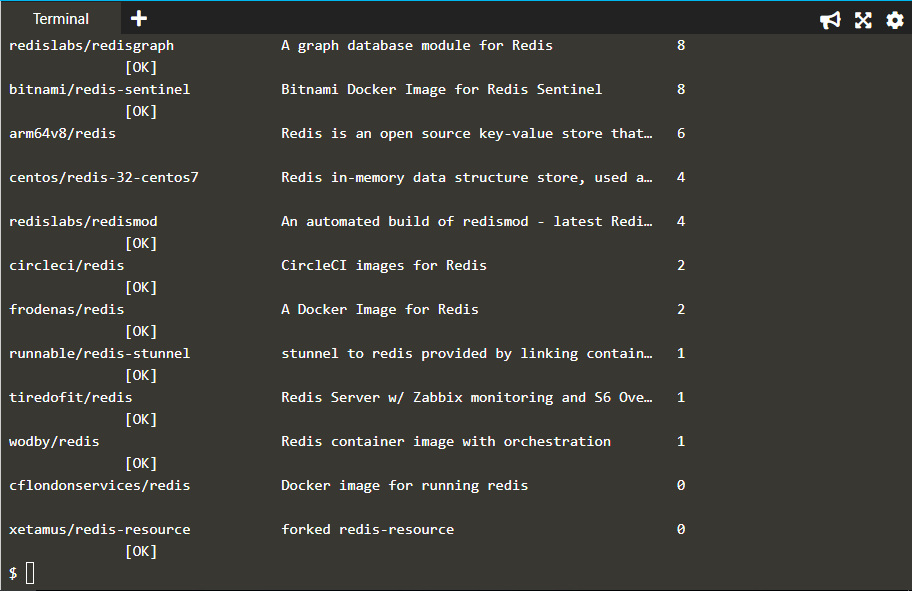 Terminal
redislabs/redisgraph A graph database module for Redis 8
[OK]
bitnami/redis-sentinel Bitnami Docker Image for Redis Sentinel 8
[OK]
arm64v8/redis Redis is an open source key-value store that… 6
centos/redis-32-centos7 Redis in-memory data structure store, used a… 4
redislabs/redismod An automated build of redismod - latest Redi… 4
[OK]
circleci/redis CircleCI images for Redis 2
[OK]
frodenas/redis A Docker Image for Redis 2
[OK]
runnable/redis-stunnel stunnel to redis provided by linking contain… 1
[OK]
tiredofit/redis Redis Server w/ Zabbix monitoring and S6 Ove… 1
[OK]
wodby/redis Redis container image with orchestration 1
[OK]
cflondonservices/redis Docker image for running redis 0
xetamus/redis-resource forked redis-resource 0
[OK]
$